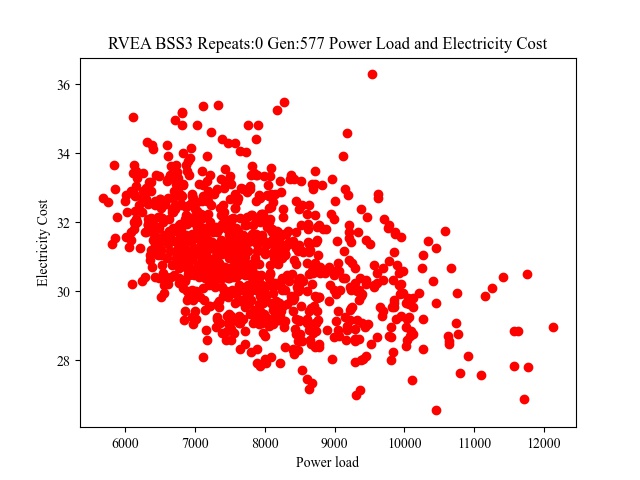 RVEA BSS3 Repeats:0 Gen:577 Power Load and Electricity Cost
36
34
32
30
28
Electricity Cost
6000 7000 8000 9000 10000 11000 12000
Power load